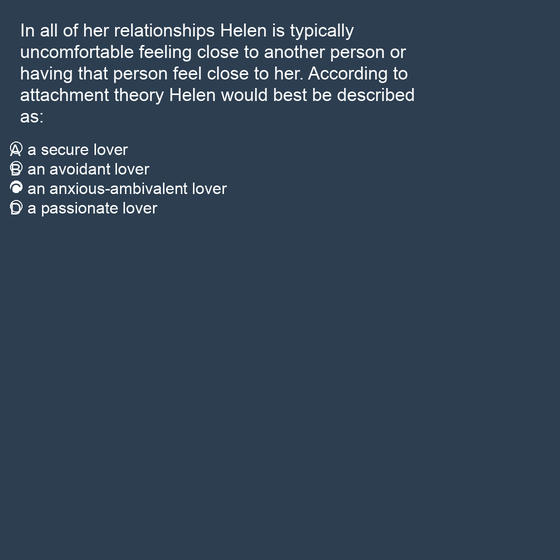 In all of her relationships Helen is typically
uncomfortable feeling close to another person or
having that person feel close to her. According to
attachment theory Helen would best be described
as:
A a secure lover
B an avoidant lover
C an anxious-ambivalent lover
D a passionate lover